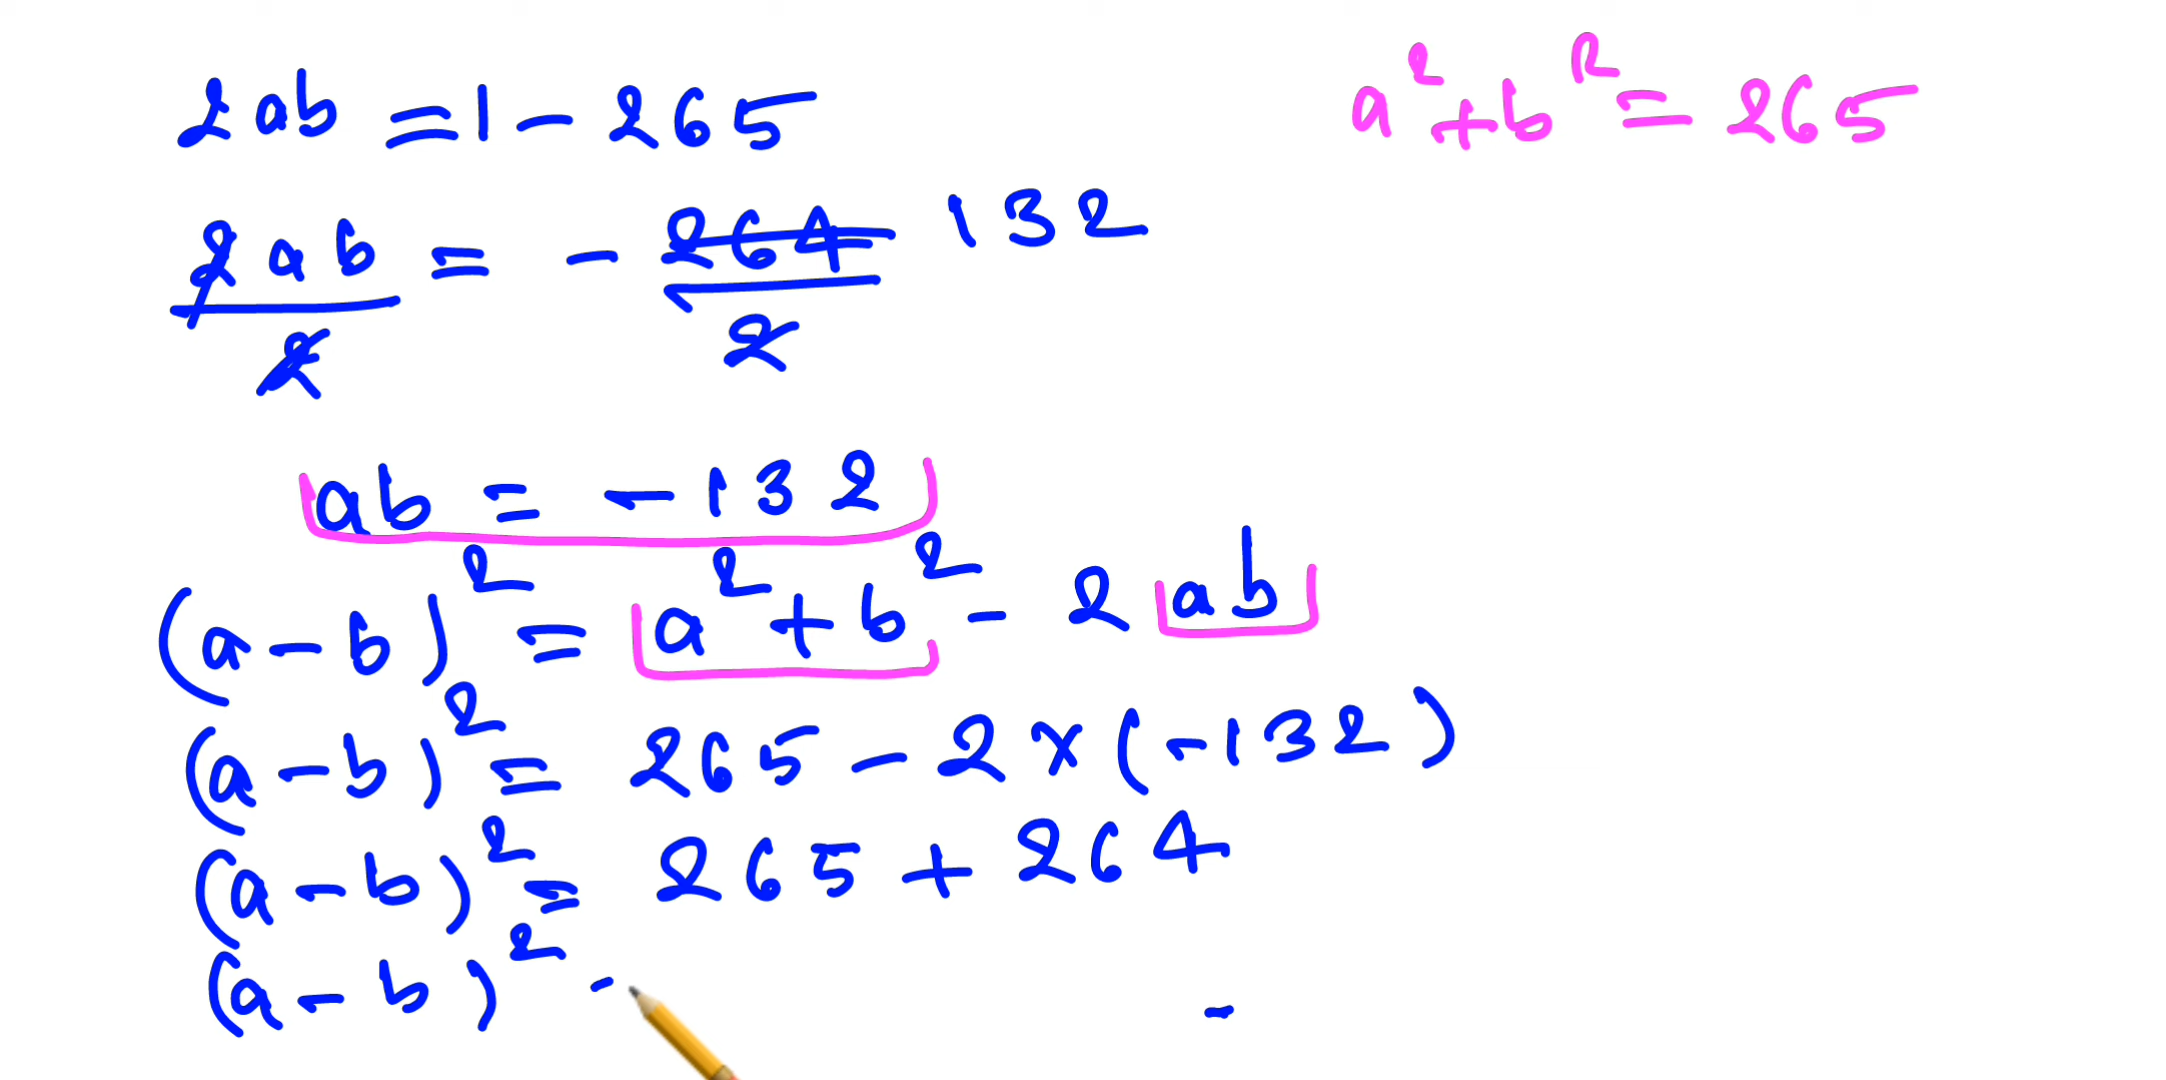 2ab = 1 - 265
a² + b² = 265
2ab/2 = - 264/2 132
ab = - 132
(a - b)² = a² + b² - 2ab
(a - b)² = 265 - 2 × (-132)
(a - b)² = 265 + 264
(a - b)² -